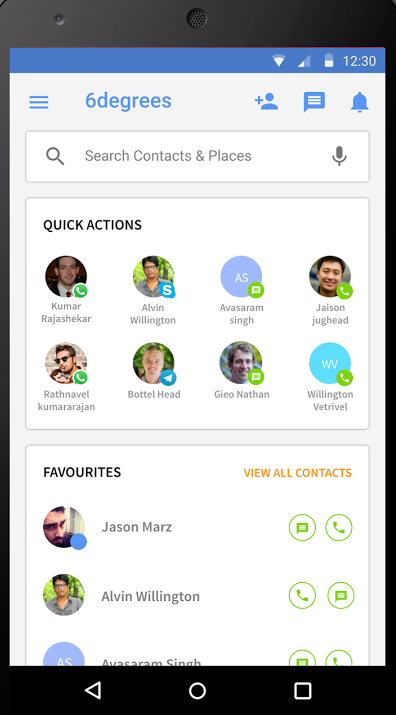 12:30
6degrees
Search Contacts & Places
QUICK ACTIONS
AS
Kumar
Rajashekar
Alvin
Willington
Avasaram
singh
Jaison
jughead
WV
Rathnavel
kumararajan
Bottel Head
Gieo Nathan
Willington
Vetrivel
FAVOURITES
VIEW ALL CONTACTS
Jason Marz
Alvin Willington
AS
Avasaram Singh